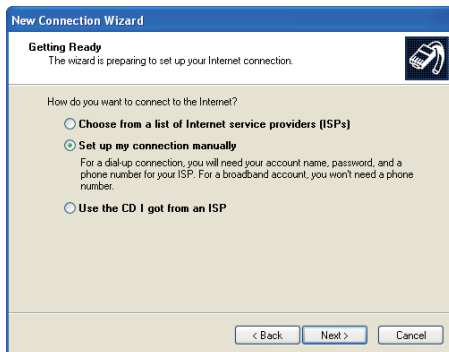 New Connection Wizard
Getting Ready
The wizard is preparing to set up your Internet connection.
How do you want to connect to the Internet?
Choose from a list of Internet service providers (ISPs)
Set up my connection manually
For a dial-up connection, you will need your account name, password, and a
phone number for your ISP. For a broadband account, you won't need a phone
number.
Use the CD I got from an ISP
< Back Next > Cancel